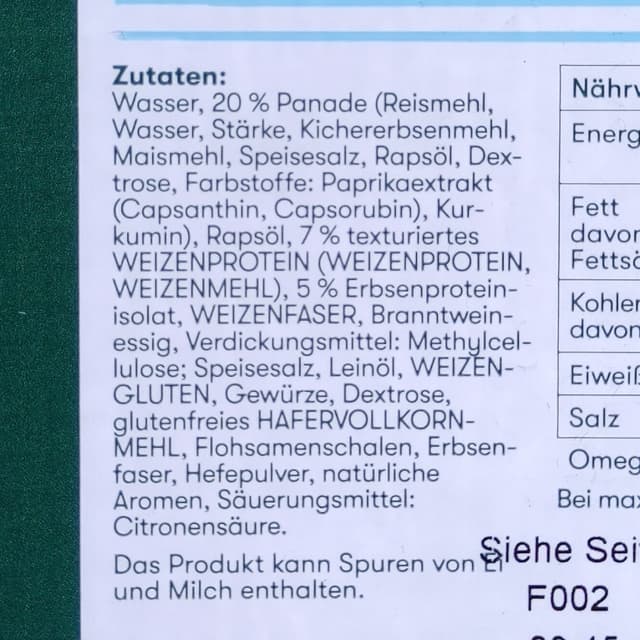 Zutaten:
Wasser, 20 % Panade (Reismehl,
Wasser, Stärke, Kichererbsenmehl,
Maismehl, Speisesalz, Rapsöl, Dex-
trose, Farbstoffe: Paprikaextrakt
(Capsanthin, Capsorubin), Kur-
kumin), Rapsöl, 7 % texturiertes
WEIZENPROTEIN (WEIZENPROTEIN,
WEIZENMEHL), 5 % Erbsenprotein-
isolat, WEIZENFASER, Branntwein-
essig, Verdickungsmittel: Methylcel-
lulose; Speisesalz, Leinöl, WEIZEN-
GLUTEN, Gewürze, Dextrose,
glutenfreies HAFERVOLLKORN-
MEHL, Flohsamenschalen, Erbsen-
faser, Hefepulver, natürliche
Aromen, Säuerungsmittel:
Citronensäure.
Das Produkt kann Spuren von Ei
und Milch enthalten.
Nährw
Energ
Fett
davon
Fettsä
Kohlen
davon
Eiweiß
Salz
Omeg
Bei max
Siehe Sei
F002